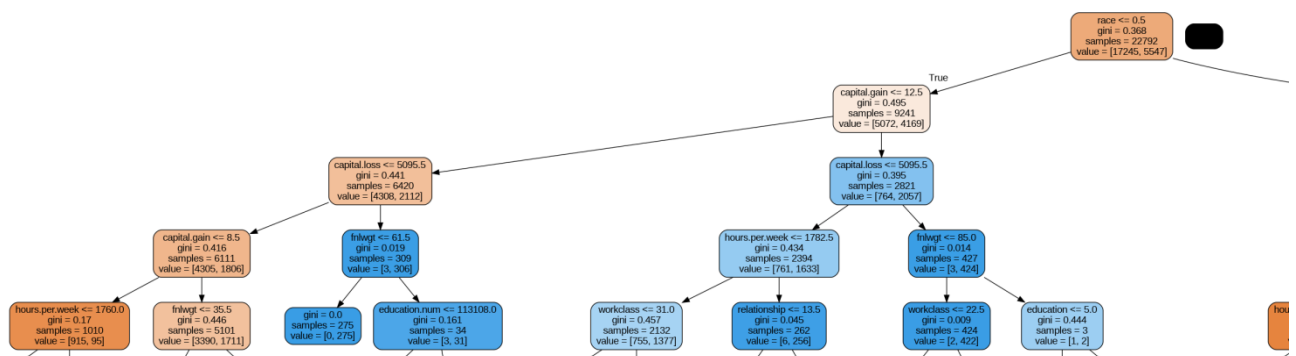 race <= 0.5
gini = 0.368
samples = 22792
value = [17245, 5547]
True
capital.gain <= 12.5
gini = 0.495
samples = 9241
value = [5072, 4169]
capital.loss <= 5095.5
gini = 0.441
samples = 6420
value = [4308, 2112]
capital.loss <= 5095.5
gini = 0.395
samples = 2821
value = [764, 2057]
capital.gain <= 8.5
gini = 0.416
samples = 6111
value = [4305, 1806]
fnlwgt <= 61.5
gini = 0.019
samples = 309
value = [3, 306]
hours.per.week <= 1782.5
gini = 0.434
samples = 2394
value = [761, 1633]
fnlwgt <= 85.0
gini = 0.014
samples = 427
value = [3, 424]
hours.per.week <= 1760.0
gini = 0.17
samples = 1010
value = [915, 95]
fnlwgt <= 35.5
gini = 0.446
samples = 5101
value = [3390, 1711]
gini = 0.0
samples = 275
value = [0, 275]
education.num <= 113108.0
gini = 0.161
samples = 34
value = [3, 31]
workclass <= 31.0
gini = 0.457
samples = 2132
value = [755, 1377]
relationship <= 13.5
gini = 0.045
samples = 262
value = [6, 256]
workclass <= 22.5
gini = 0.009
samples = 424
value = [2, 422]
education <= 5.0
gini = 0.444
samples = 3
value = [1, 2]
hou